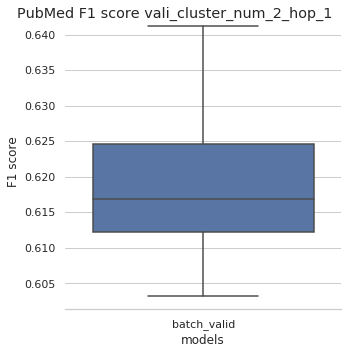 PubMed F1 score vali_cluster_num_2_hop_1
0.640
0.635
0.630
0.625
0.620
0.615
0.610
0.605
F1 score
batch_valid
models